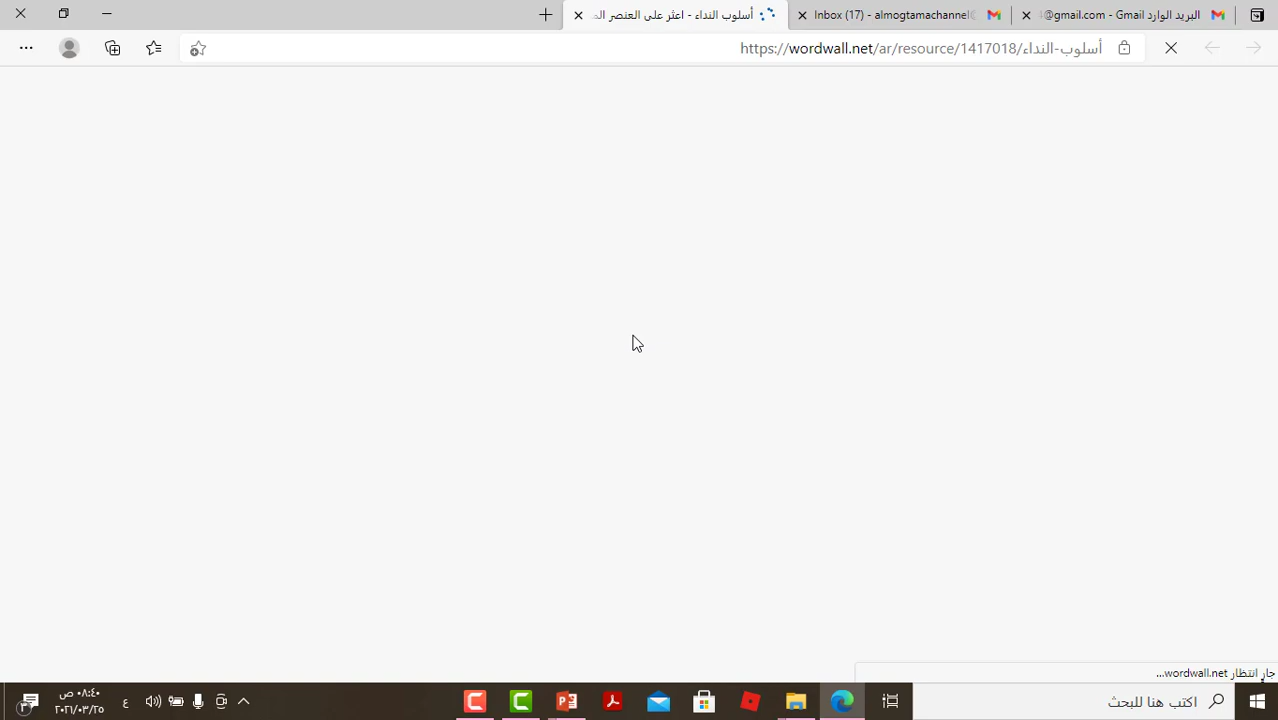 البريد الوارد @gmail.com - Gmail
Inbox (17) - almogtamachannel@
أسلوب النداء - اعثر على العنصر الم
https://wordwall.net/ar/resource/1417018/أسلوب-النداء
جارٍ انتظار wordwall.net...
اكتب هنا للبحث
ع
٠٨:٤٠ ص
٢٠٢١/٠٣/٢٥